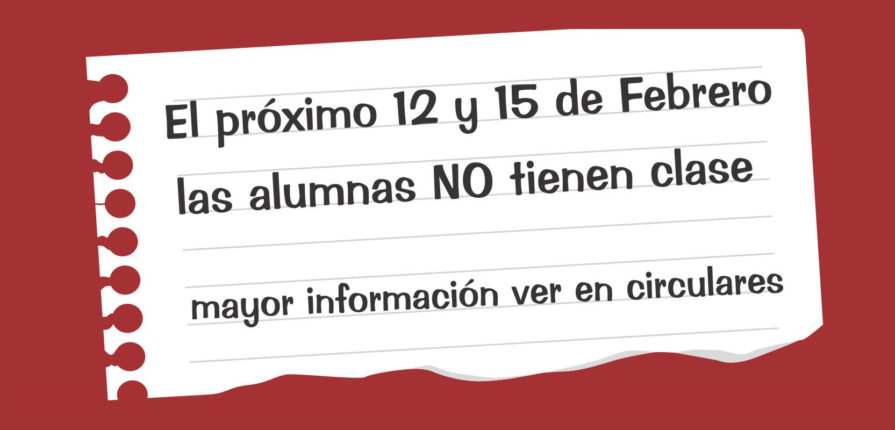 El próximo 12 y 15 de Febrero
las alumnas NO tienen clase
mayor información ver en circulares